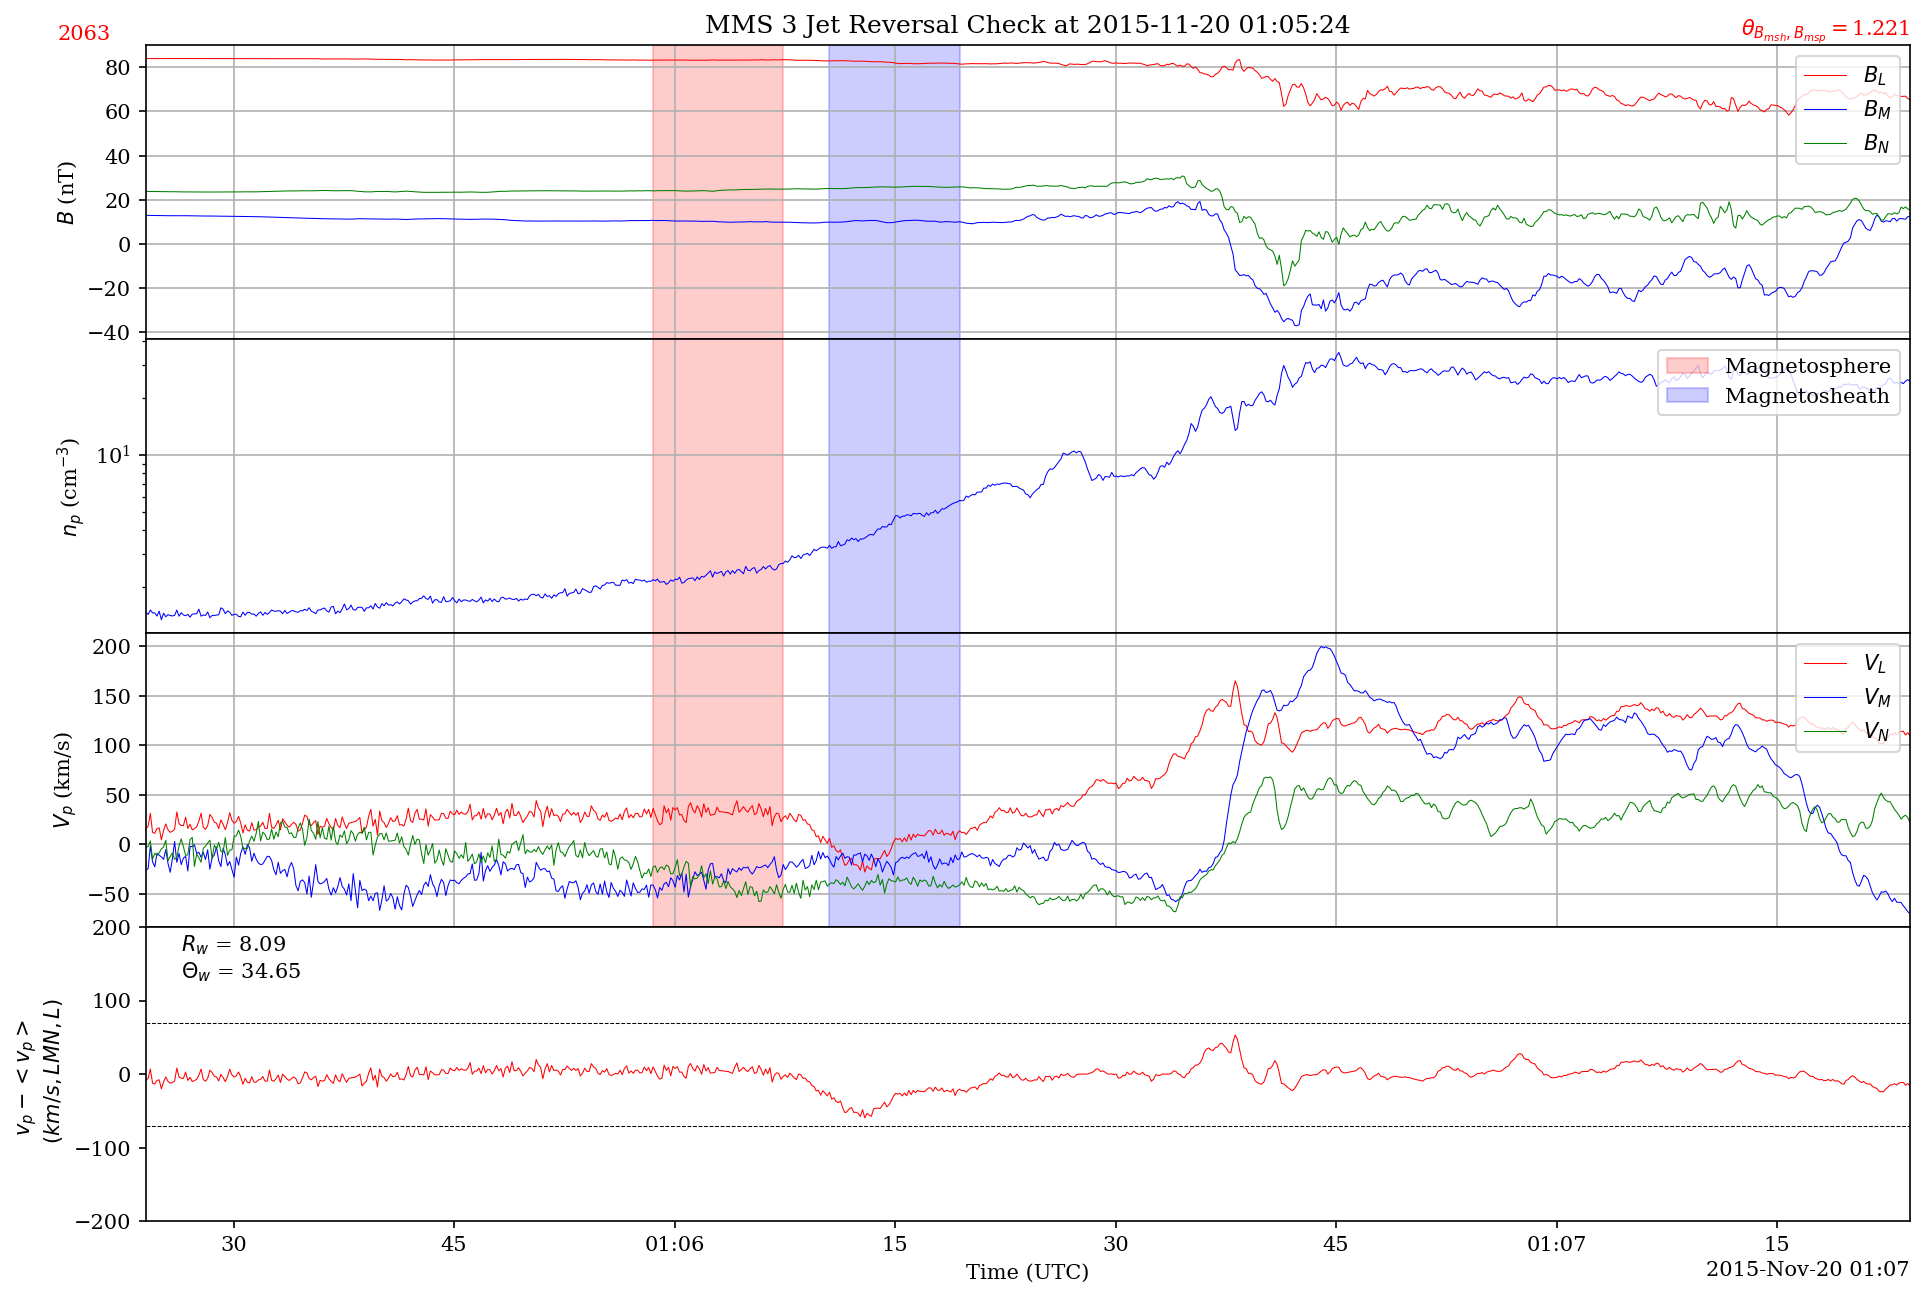 MMS 3 Jet Reversal Check at 2015-11-20 01:05:24
2063
θ_{B_{msh}, B_{msp}} = 1.221
80
60
40
20
0
−20
−40
B (nT)
B_L
B_M
B_N
10^1
n_p (cm^{−3})
Magnetosphere
Magnetosheath
200
150
100
50
0
−50
V_p (km/s)
V_L
V_M
V_N
200
100
0
−100
−200
v_p − < v_p >
(km/s, LMN, L)
R_w = 8.09
Θ_w = 34.65
30
45
01:06
15
30
45
01:07
15
Time (UTC)
2015-Nov-20 01:07